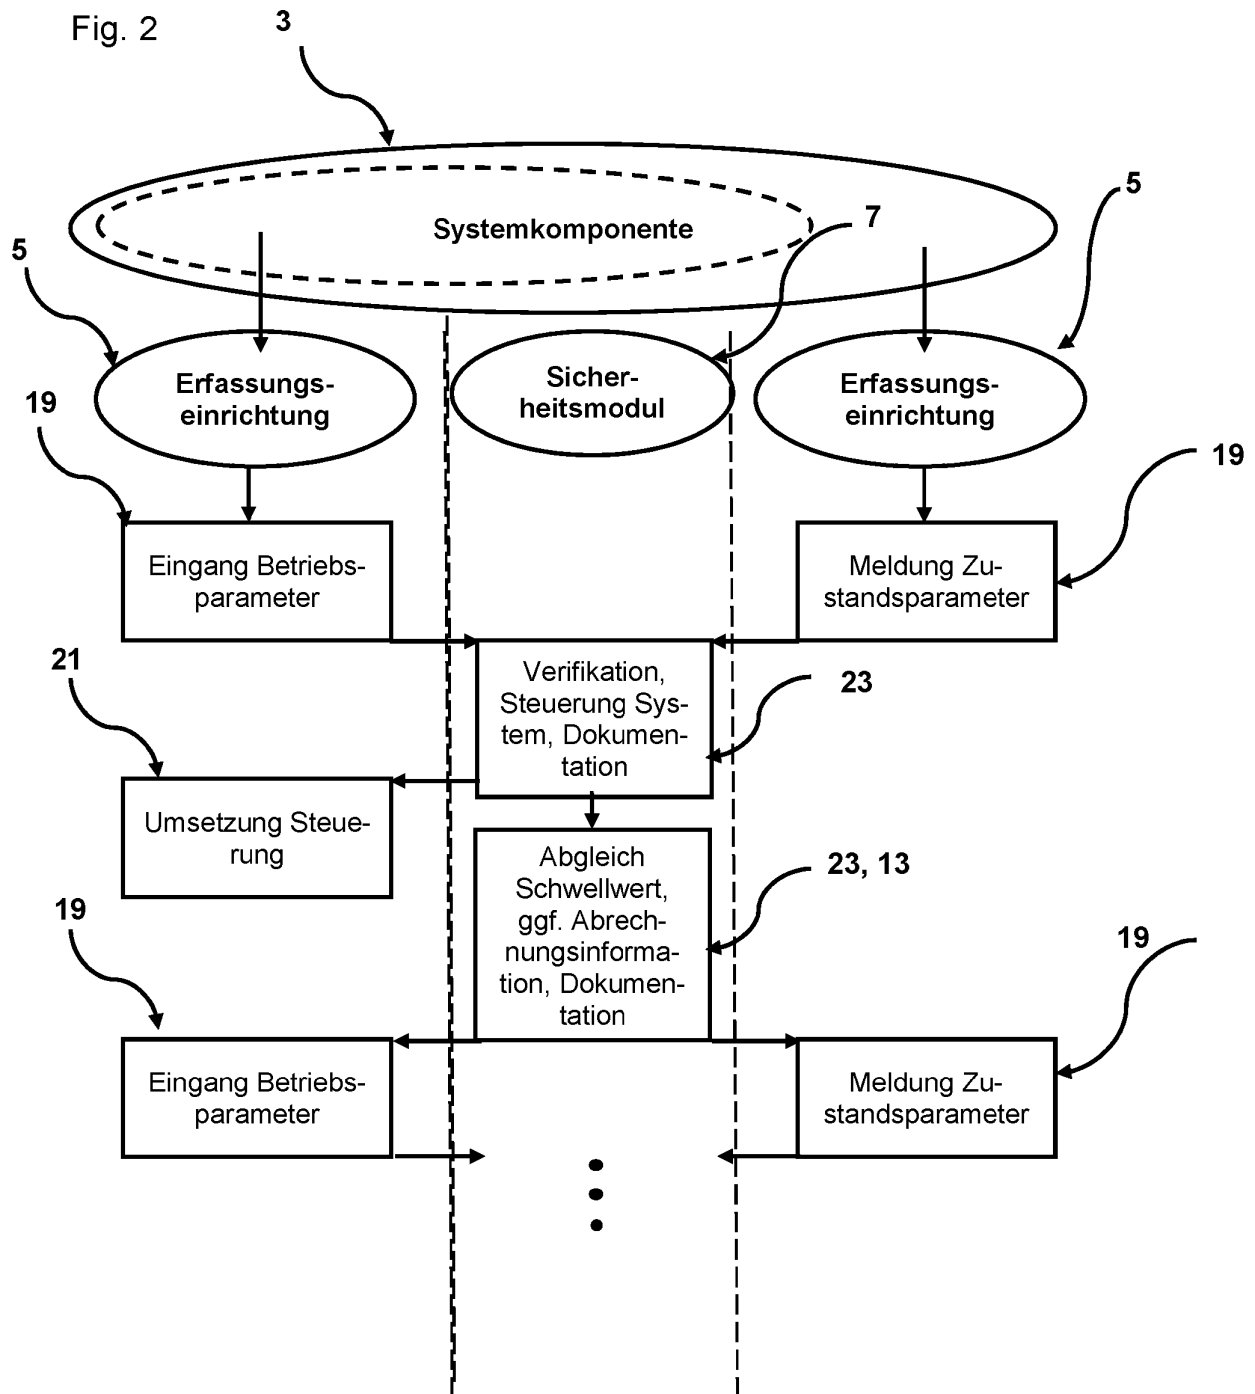 Fig. 2
3
Systemkomponente
5
7
5
Erfassungs-
einrichtung
Sicher-
heitsmodul
Erfassungs-
einrichtung
19
19
Eingang Betriebs-
parameter
Meldung Zu-
standsparameter
21
Verifikation,
Steuerung Sys-
tem, Dokumen-
tation
23
Umsetzung Steue-
rung
Abgleich
Schwellwert,
ggf. Abrech-
nungsinforma-
tion, Dokumen-
tation
23, 13
19
19
Eingang Betriebs-
parameter
Meldung Zu-
standsparameter